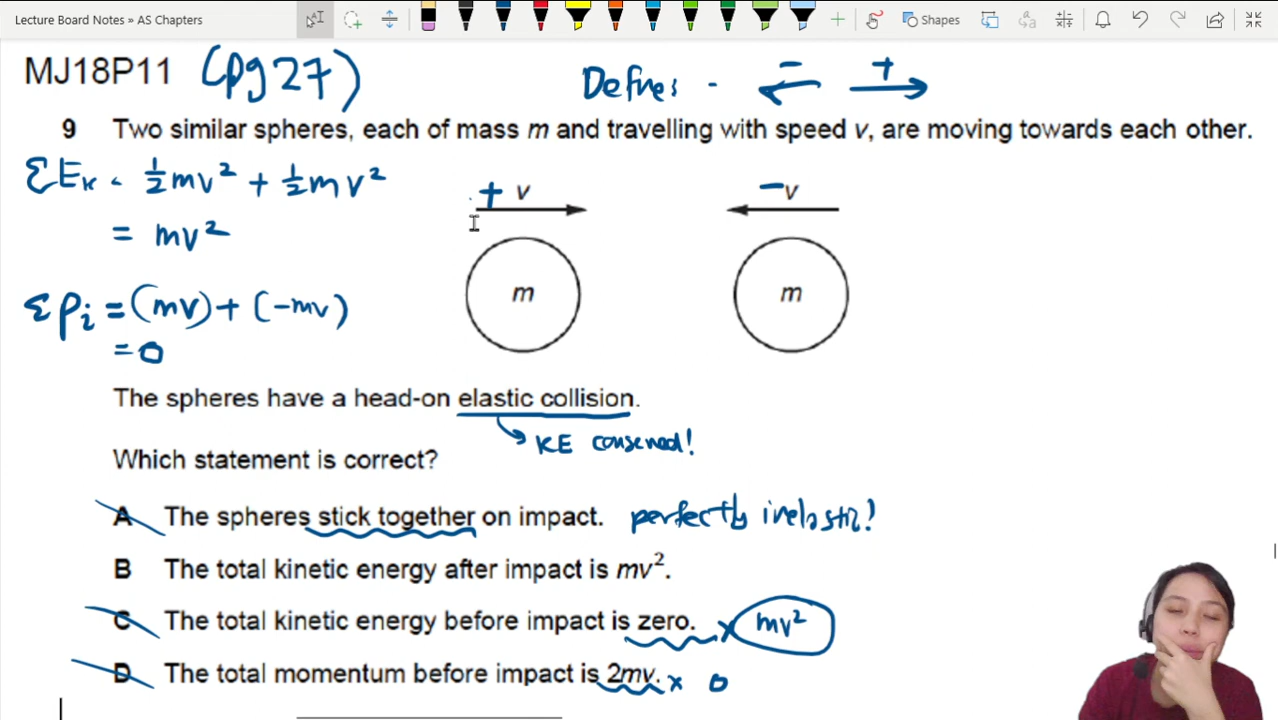 Lecture Board Notes » AS Chapters
Shapes
MJ18P11 (pg 27)
Defines - − +
9 Two similar spheres, each of mass m and travelling with speed v, are moving towards each other.
ΣEk = ½mv² + ½mv²
= mv²
+ v
− v
m
m
Σpi = (mv) + (-mv)
= 0
The spheres have a head-on elastic collision.
KE conserved!
Which statement is correct?
A The spheres stick together on impact. perfectly inelastic?
B The total kinetic energy after impact is mv².
C The total kinetic energy before impact is zero. × mv²
D The total momentum before impact is 2mv. × 0